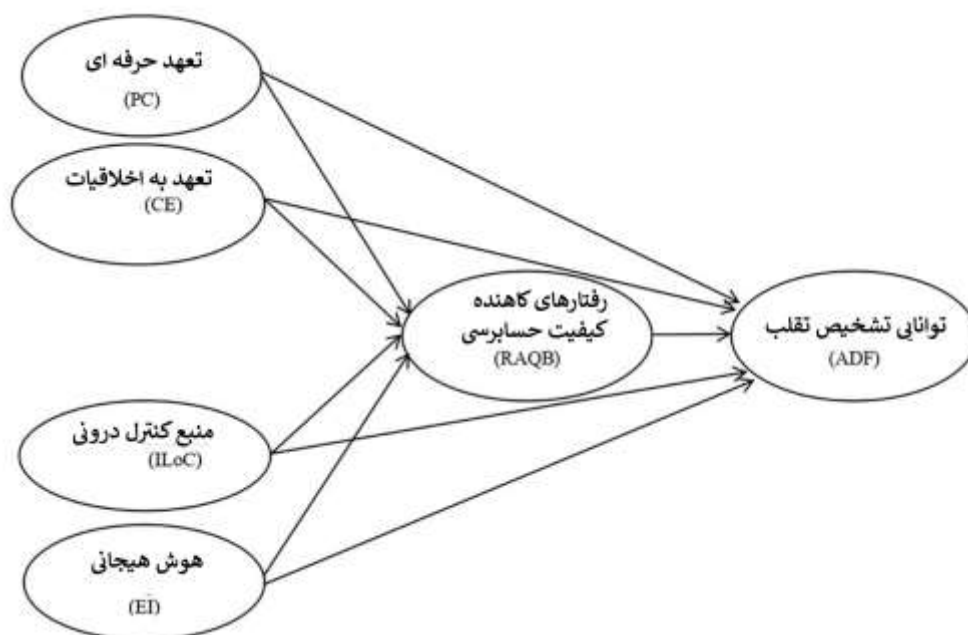 تعهد حرفه ای
(PC)
تعهد به اخلاقیات
(CE)
رفتارهای کاهنده
کیفیت حسابرسی
(RAQB)
توانایی تشخیص تقلب
(ADF)
منبع کنترل درونی
(ILoC)
هوش هیجانی
(EI)